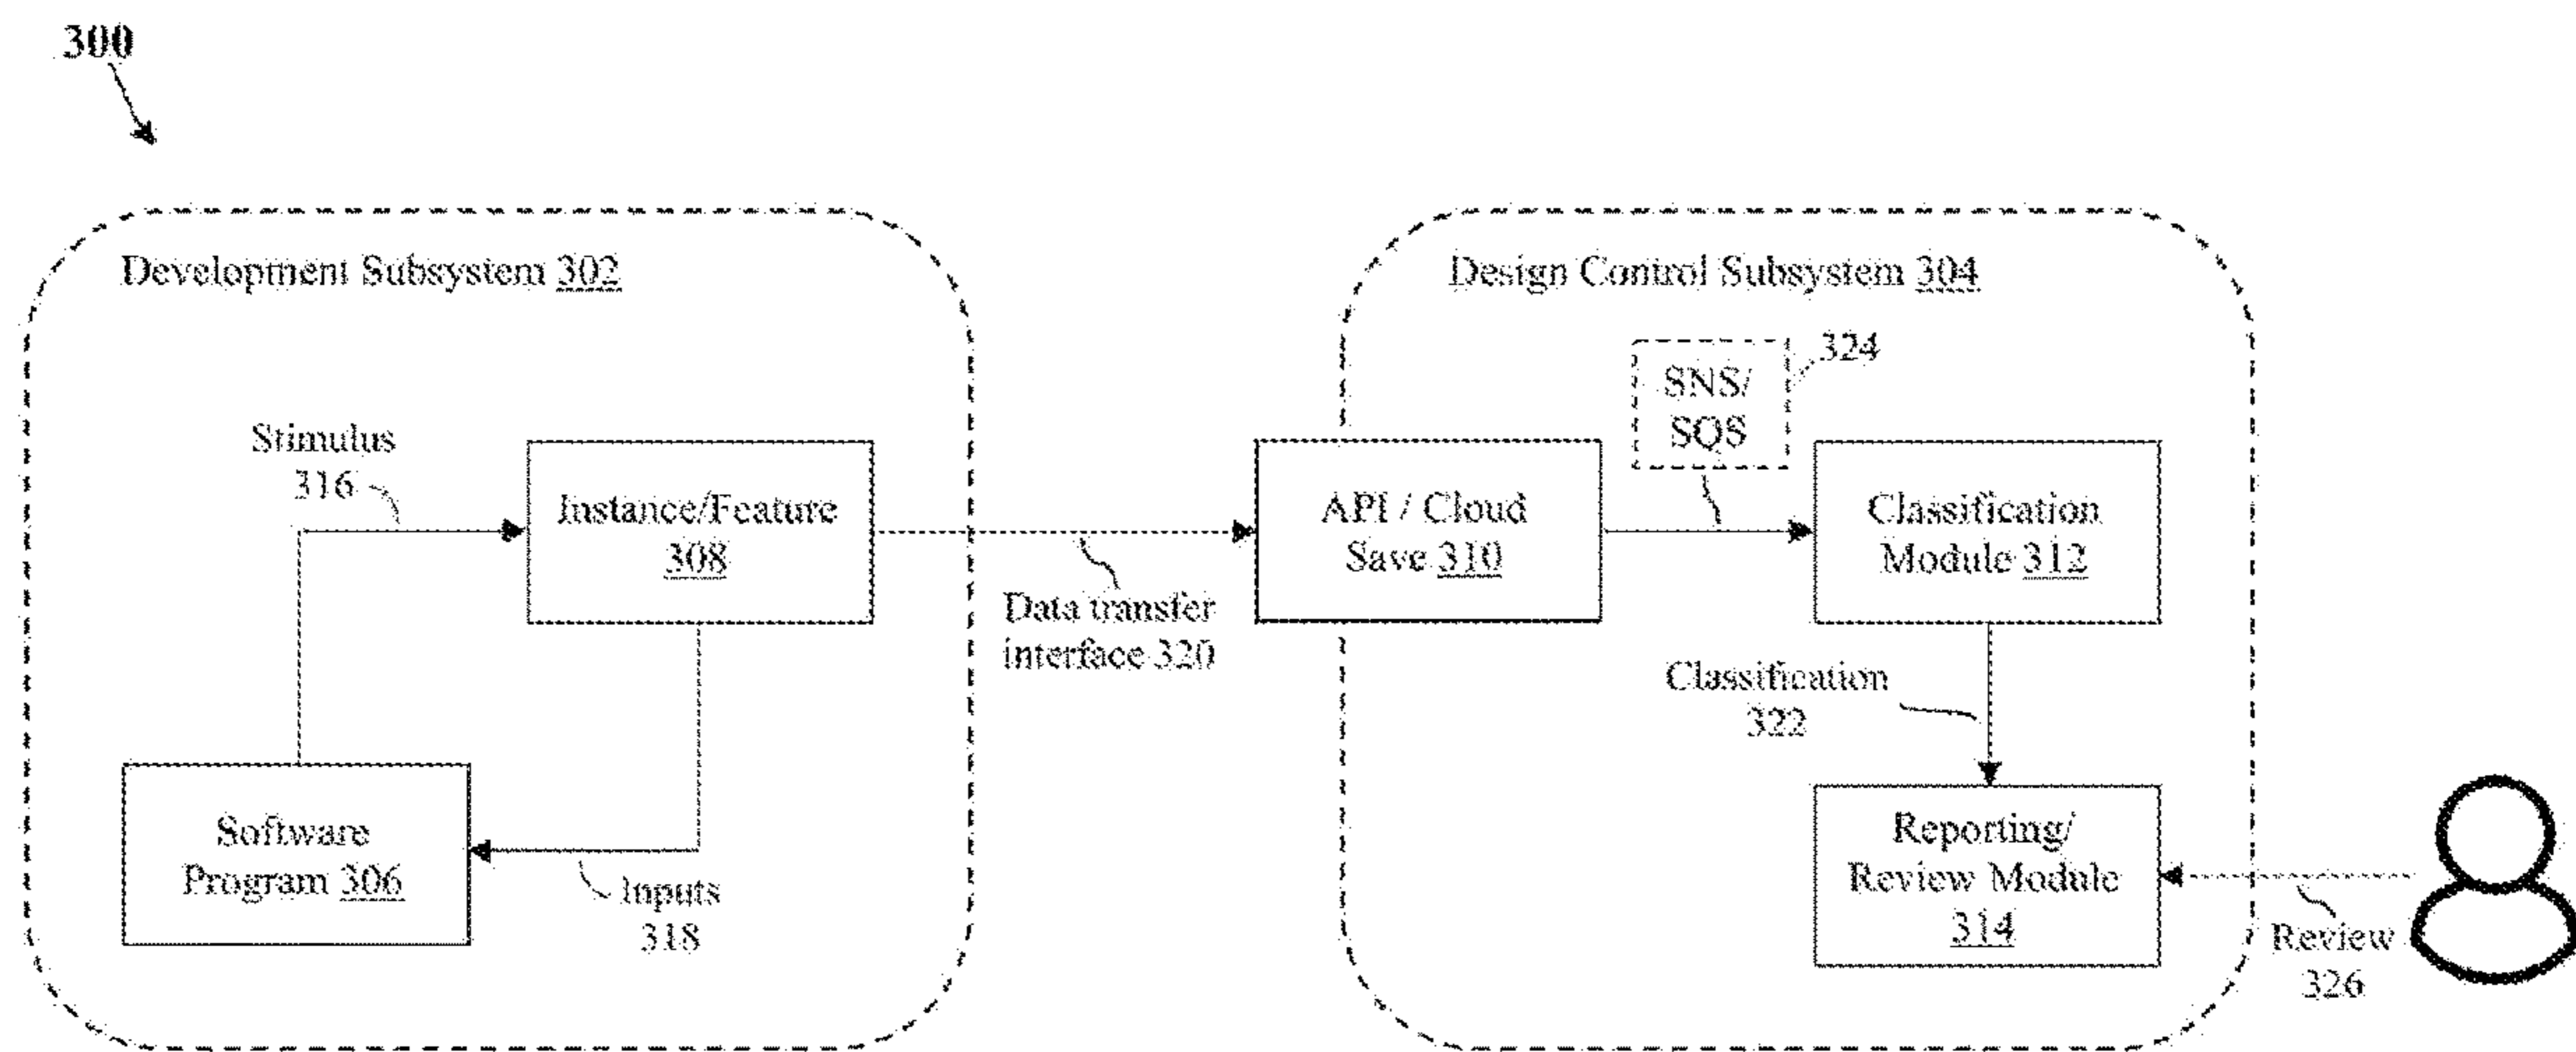 300
Development Subsystem 302
Design Control Subsystem 304
SNS/
SQS
324
Stimulus
316
Instance/Feature
308
API / Cloud
Save 310
Classification
Module 312
Data transfer
interface 320
Classification
322
Software
Program 306
Inputs
318
Reporting/
Review Module
314
Review
326